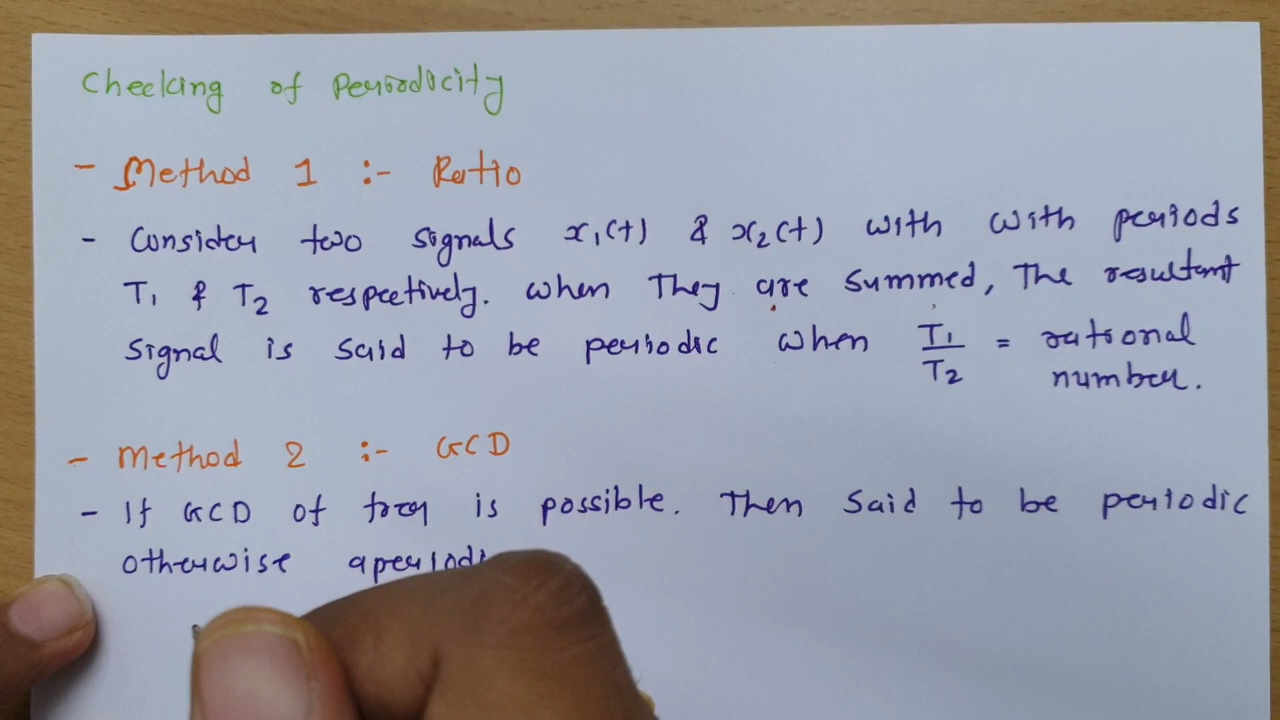 Checking of Periodicity
- Method 1 :- Ratio
- Consider two signals x₁(t) & x₂(t) with with periods
T₁ & T₂ respectively. When They are summed, The resultant
signal is said to be periodic when T₁/T₂ = rational
number.
- Method 2 :- GCD
- If GCD of freq is possible. Then said to be periodic
otherwise